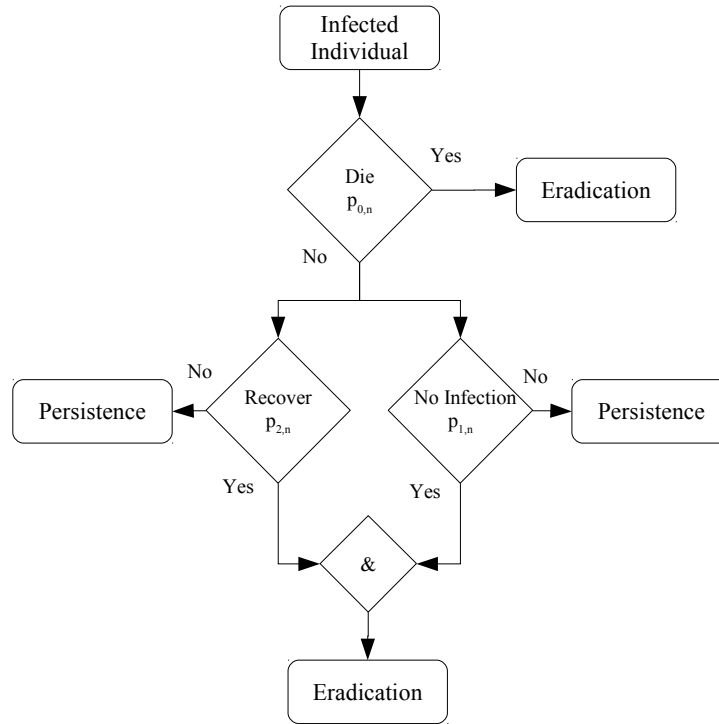 Infected
Individual
Yes
Die
p0,n
Eradication
No
No
Recover
p2,n
No Infection
p1,n
No
Persistence
Persistence
Yes
Yes
&
Eradication